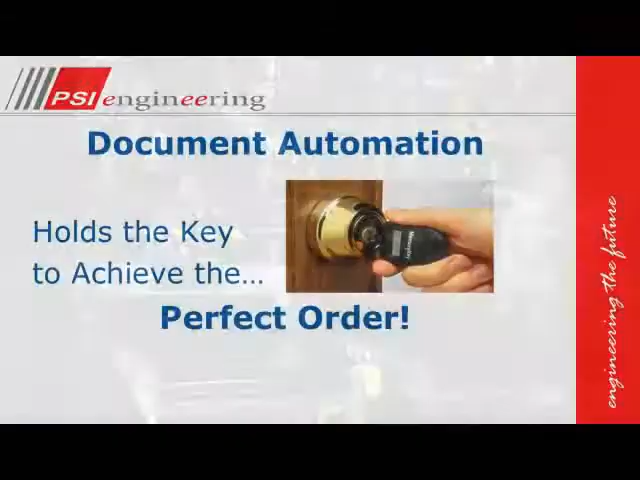 PSI engineering
Document Automation
Holds the Key
to Achieve the...
Perfect Order!
engineering the future